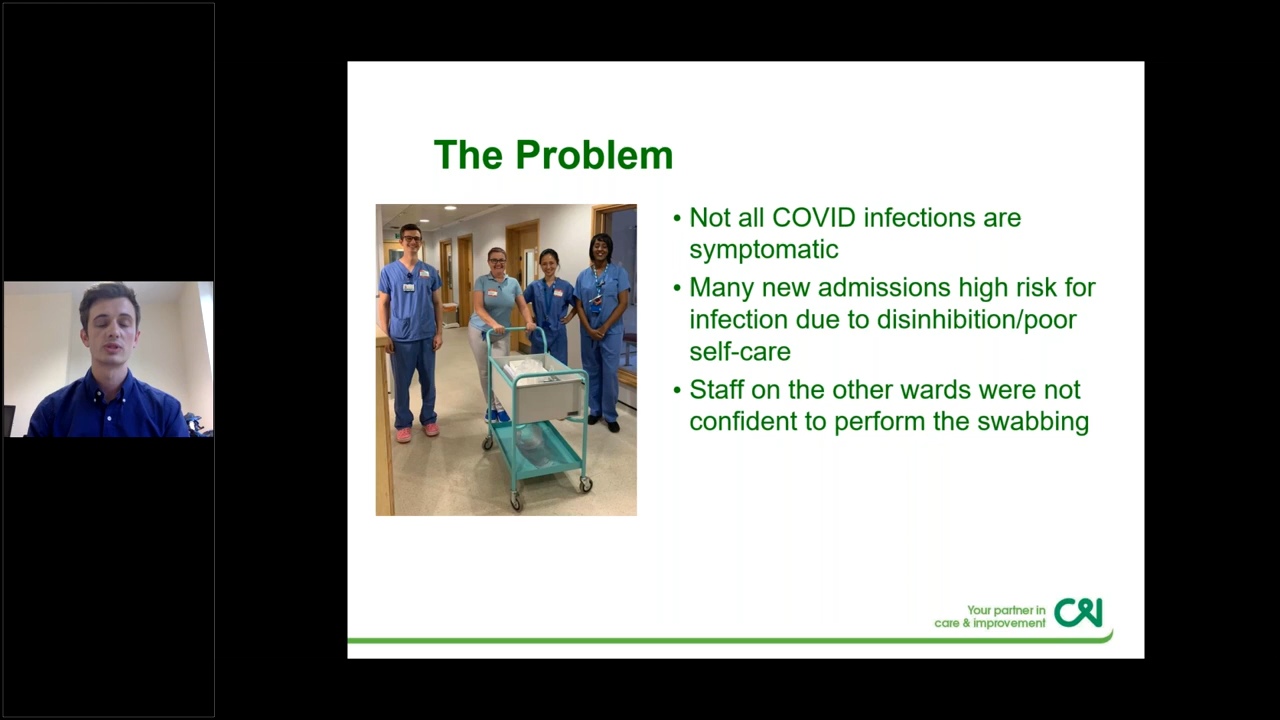 The Problem
• Not all COVID infections are
symptomatic
• Many new admissions high risk for
infection due to disinhibition/poor
self-care
• Staff on the other wards were not
confident to perform the swabbing
Your partner in
care & improvement
C&I